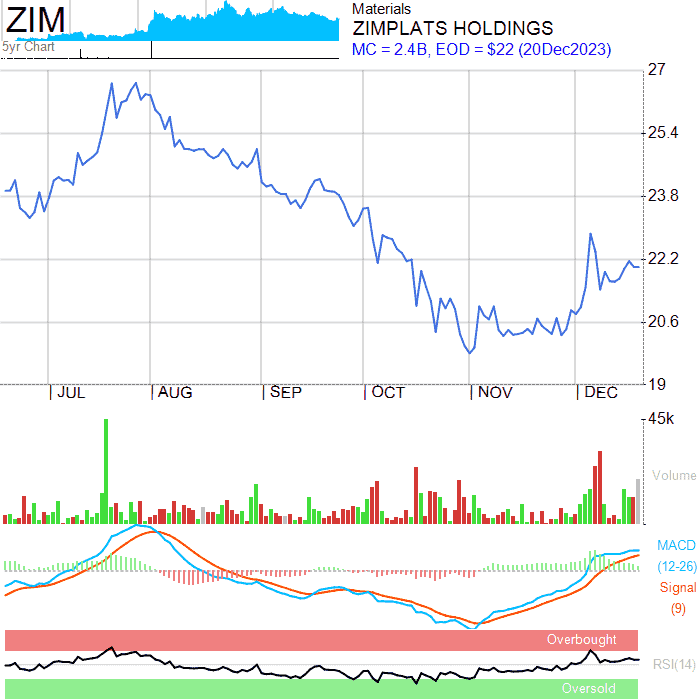 ZIM
5yr Chart
Materials
ZIMPLATS HOLDINGS
MC = 2.4B, EOD = $22 (20Dec2023)
27
25.4
23.8
22.2
20.6
19
JUL AUG SEP OCT NOV DEC
45k
Volume
MACD
(12-26)
Signal
(9)
Overbought
RSI(14)
Oversold